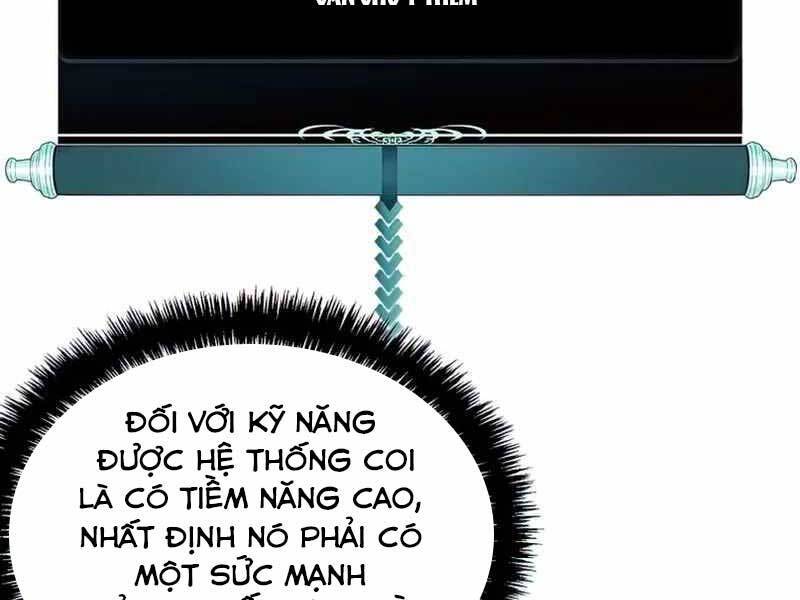 ĐỐI VỚI KỸ NĂNG
ĐƯỢC HỆ THỐNG COI
LÀ CÓ TIỀM NĂNG CAO,
NHẤT ĐỊNH NÓ PHẢI CÓ
MỘT SỨC MẠNH